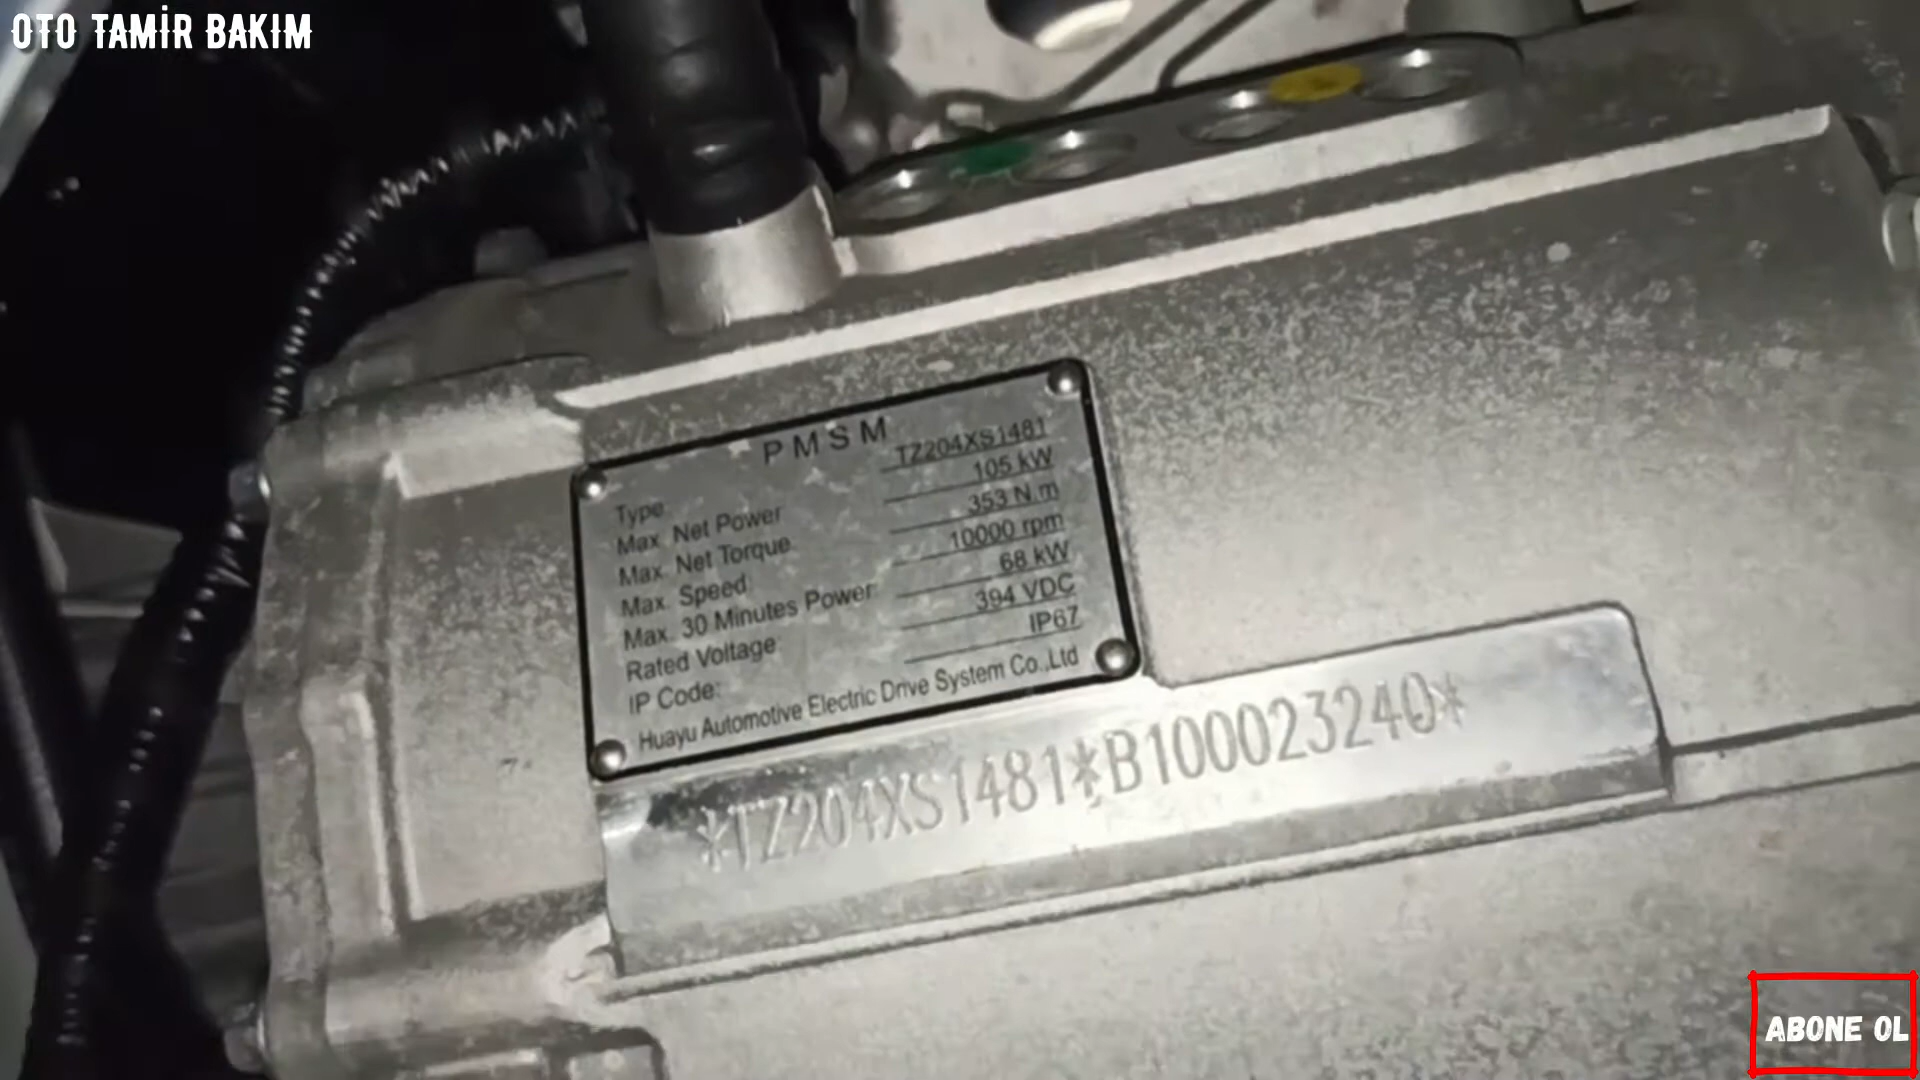 OTO TAMİR BAKIM
PMSM
Type TZ204XS1481
Max. Net Power 105 kW
Max. Net Torque 353 N.m
Max. Speed 10000 rpm
Max. 30 Minutes Power: 68 kW
Rated Voltage 394 VDC
IP Code: IP67
Huayu Automotive Electric Drive System Co.,Ltd
*TZ204XS1481*B100023240*
ABONE OL